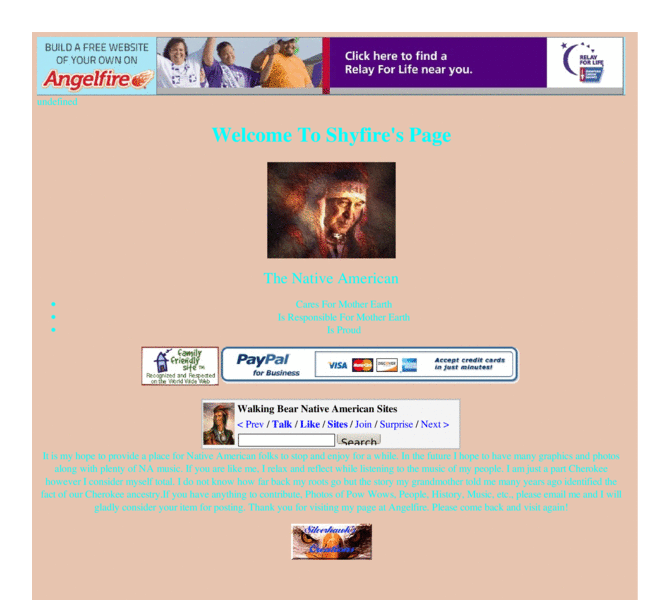 BUILD A FREE WEBSITE
OF YOUR OWN ON
Angelfire
Click here to find a
Relay For Life near you.
RELAY
FOR LIFE
undefined
Welcome To Shyfire's Page
The Native American
Cares For Mother Earth
Is Responsible For Mother Earth
Is Proud
family
friendly
site ™
Recognized and Respected
on the World Wide Web
PayPal
for Business
VISA
Accept credit cards
in just minutes!
Walking Bear Native American Sites
< Prev / Talk / Like / Sites / Join / Surprise / Next >
Search
It is my hope to provide a place for Native American folks to stop and enjoy for a while. In the future I hope to have many graphics and photos
along with plenty of NA music. If you are like me, I relax and reflect while listening to the music of my people. I am just a part Cherokee
however I consider myself total. I do not know how far back my roots go but the story my grandmother told me many years ago identified the
fact of our Cherokee ancestry.If you have anything to contribute, Photos of Pow Wows, People, History, Music, etc., please email me and I will
gladly consider your item for posting. Thank you for visiting my page at Angelfire. Please come back and visit again!
Silverhawk's
Creations